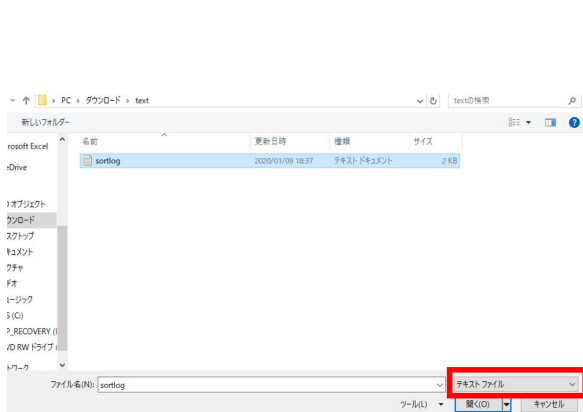 PC › ダウンロード › text
textの検索
新しいフォルダー
名前 更新日時 種類 サイズ
rosoft Excel
sortlog 2020/01/09 18:37 テキスト ドキュメント 2 KB
eDrive
オブジェクト
ウンロード
スクトップ
キュメント
クチャ
デオ
ュージック
S (C:)
P_RECOVERY (
VD RW ドライブ (
トワーク
ファイル名(N): sortlog テキスト ファイル
ツール(L) 開く(O) キャンセル